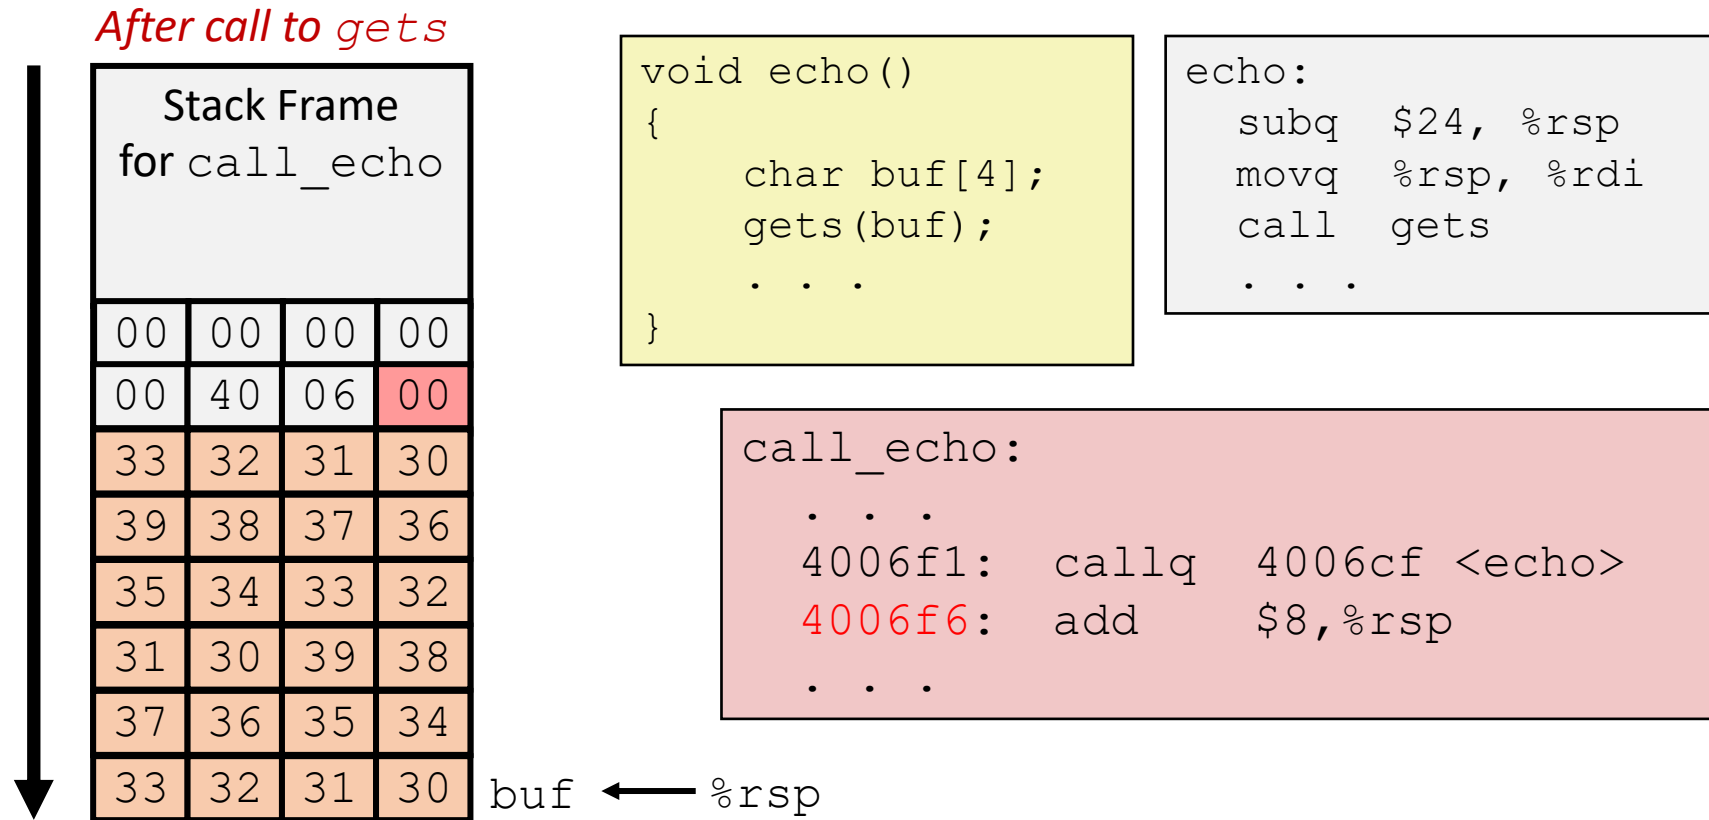 After call to gets
Stack Frame
for call_echo
00 00 00 00
00 40 06 00
33 32 31 30
39 38 37 36
35 34 33 32
31 30 39 38
37 36 35 34
33 32 31 30
buf
%rsp
void echo()
{
    char buf[4];
    gets(buf);
    . . .
}
echo:
  subq  $24, %rsp
  movq  %rsp, %rdi
  call  gets
  . . .
call_echo:
  . . .
  4006f1:  callq  4006cf <echo>
  4006f6:  add    $8,%rsp
  . . .